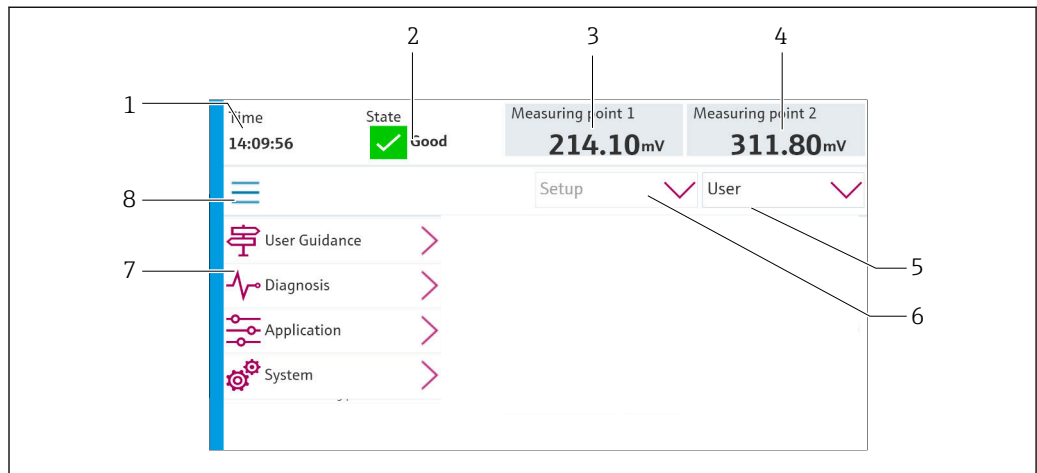 2
3
4
1
Time
State
Measuring point 1
Measuring point 2
14:09:56
Good
214.10mV
311.80mV
8
Setup
User
User Guidance
7
Diagnosis
5
Application
6
System